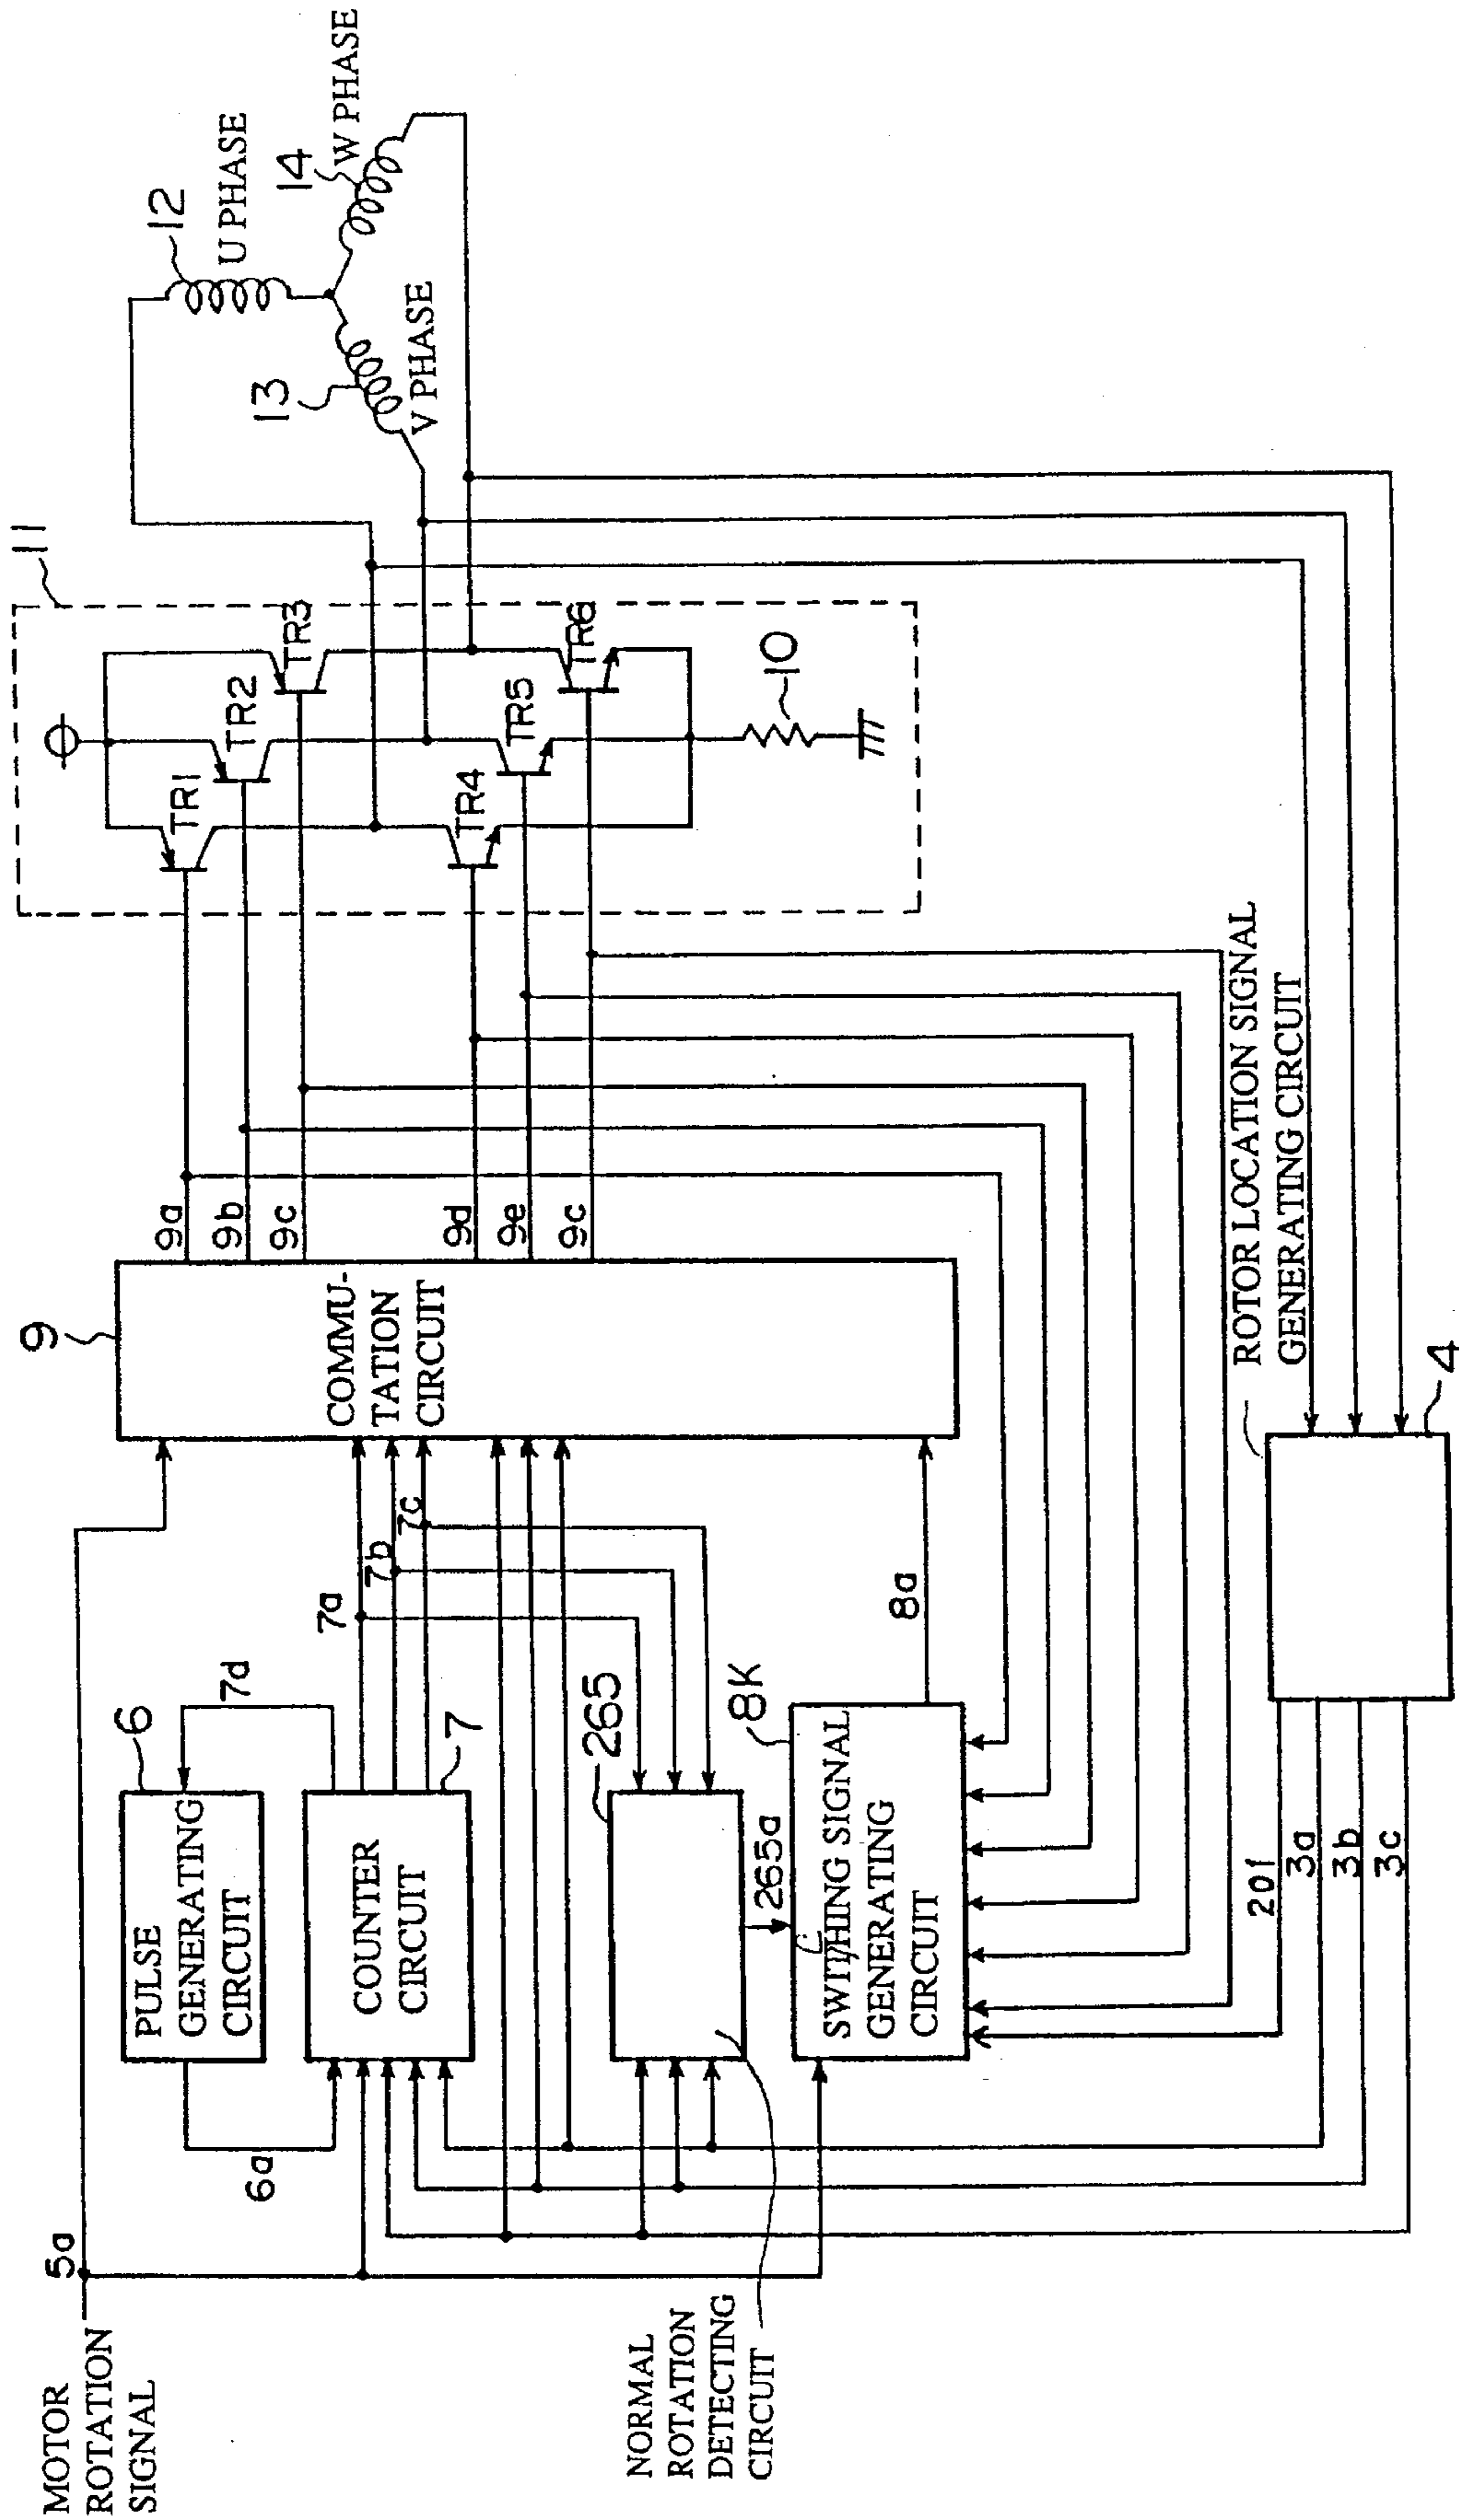 MOTOR
ROTATION
SIGNAL
5a
6
PULSE
GENERATING
CIRCUIT
7d
6a
7
COUNTER
CIRCUIT
7a
7b
7c
265
NORMAL
ROTATION
DETECTING
CIRCUIT
265a
8K
SWITHING SIGNAL
C
GENERATING
CIRCUIT
8a
9
COMMU-
TATION
CIRCUIT
9a
9b
9c
9d
9e
9c
11
TR1
TR2
TR3
TR4
TR5
TR6
10
12
U PHASE
13
V PHASE
14
W PHASE
ROTOR LOCATION SIGNAL
GENERATING CIRCUIT
4
201
3a
3b
3c